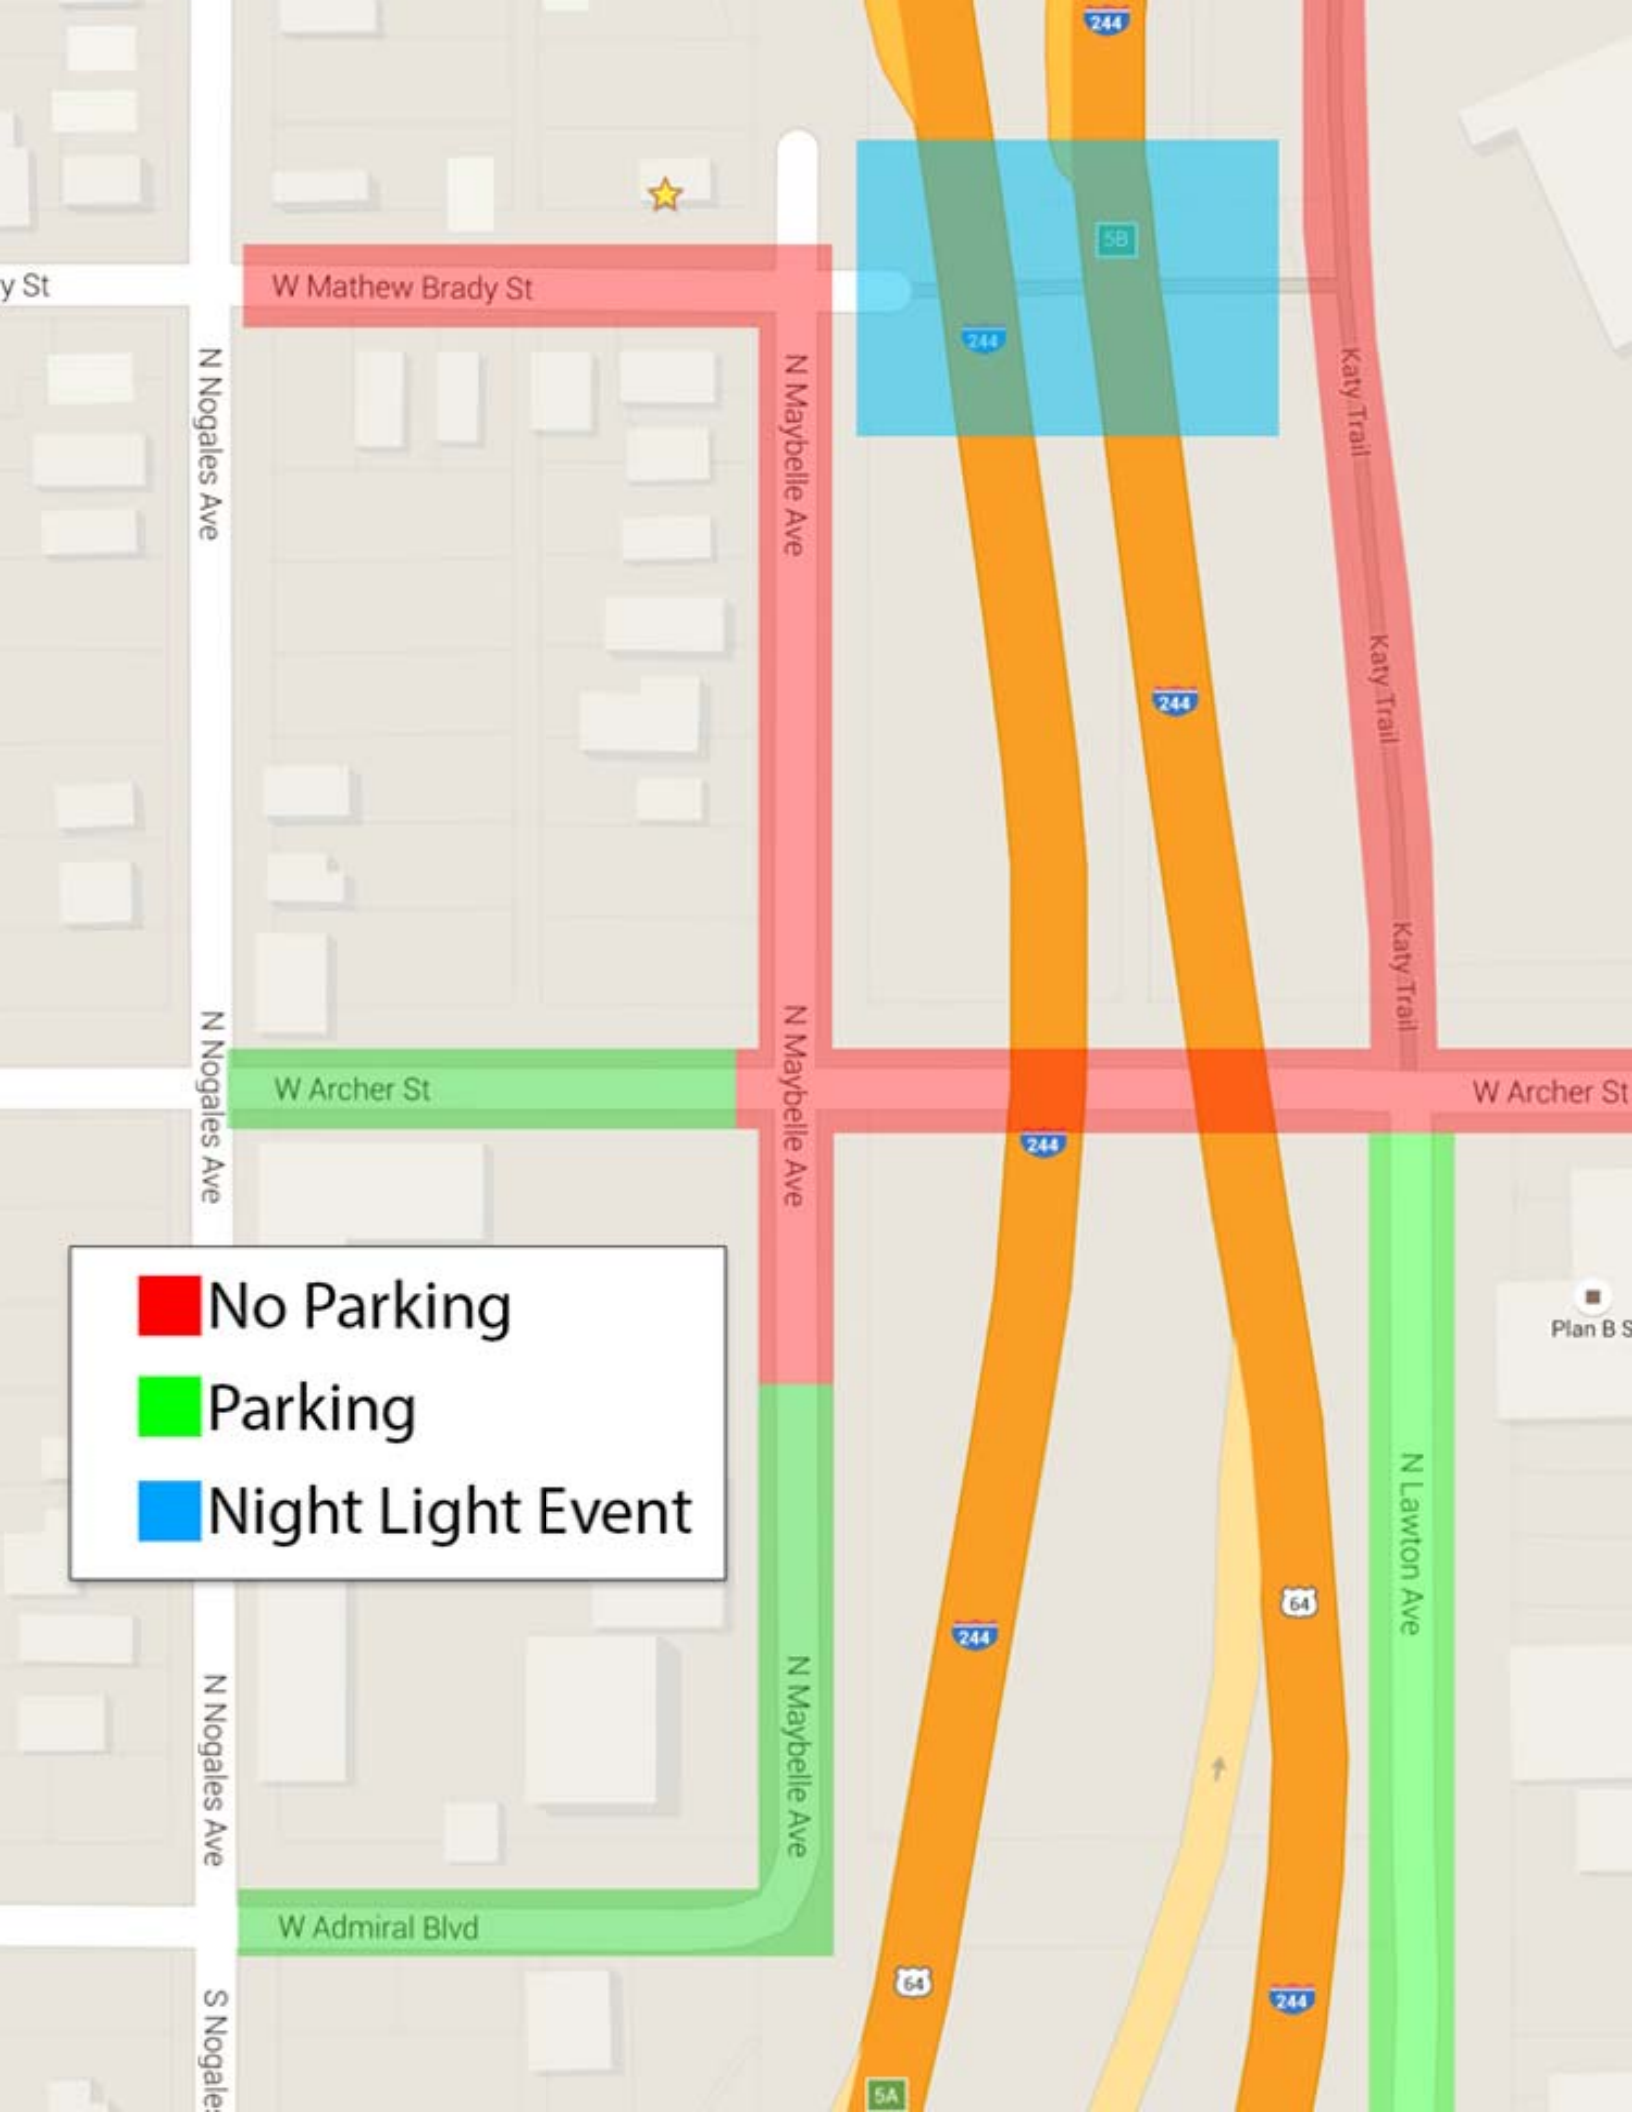 244
5B
y St
W Mathew Brady St
244
N Nogales Ave
N Maybelle Ave
Katy Trail
Katy Trail
244
Katy Trail
N Nogales Ave
N Maybelle Ave
W Archer St
W Archer St
244
No Parking
Parking
Night Light Event
Plan B S
N Lawton Ave
64
244
N Nogales Ave
N Maybelle Ave
W Admiral Blvd
64
244
S Nogales
5A